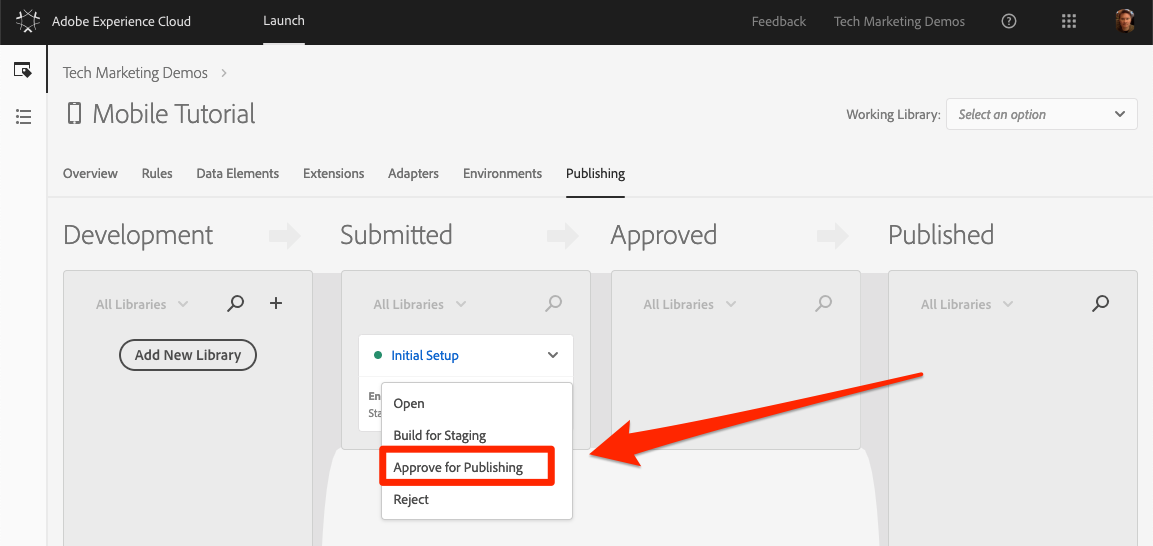 Adobe Experience Cloud
Launch
Feedback
Tech Marketing Demos
Tech Marketing Demos
Mobile Tutorial
Working Library:
Select an option
Overview
Rules
Data Elements
Extensions
Adapters
Environments
Publishing
Development
Submitted
Approved
Published
All Libraries
All Libraries
All Libraries
All Libraries
Add New Library
Initial Setup
En
Sta
Open
Build for Staging
Approve for Publishing
Reject